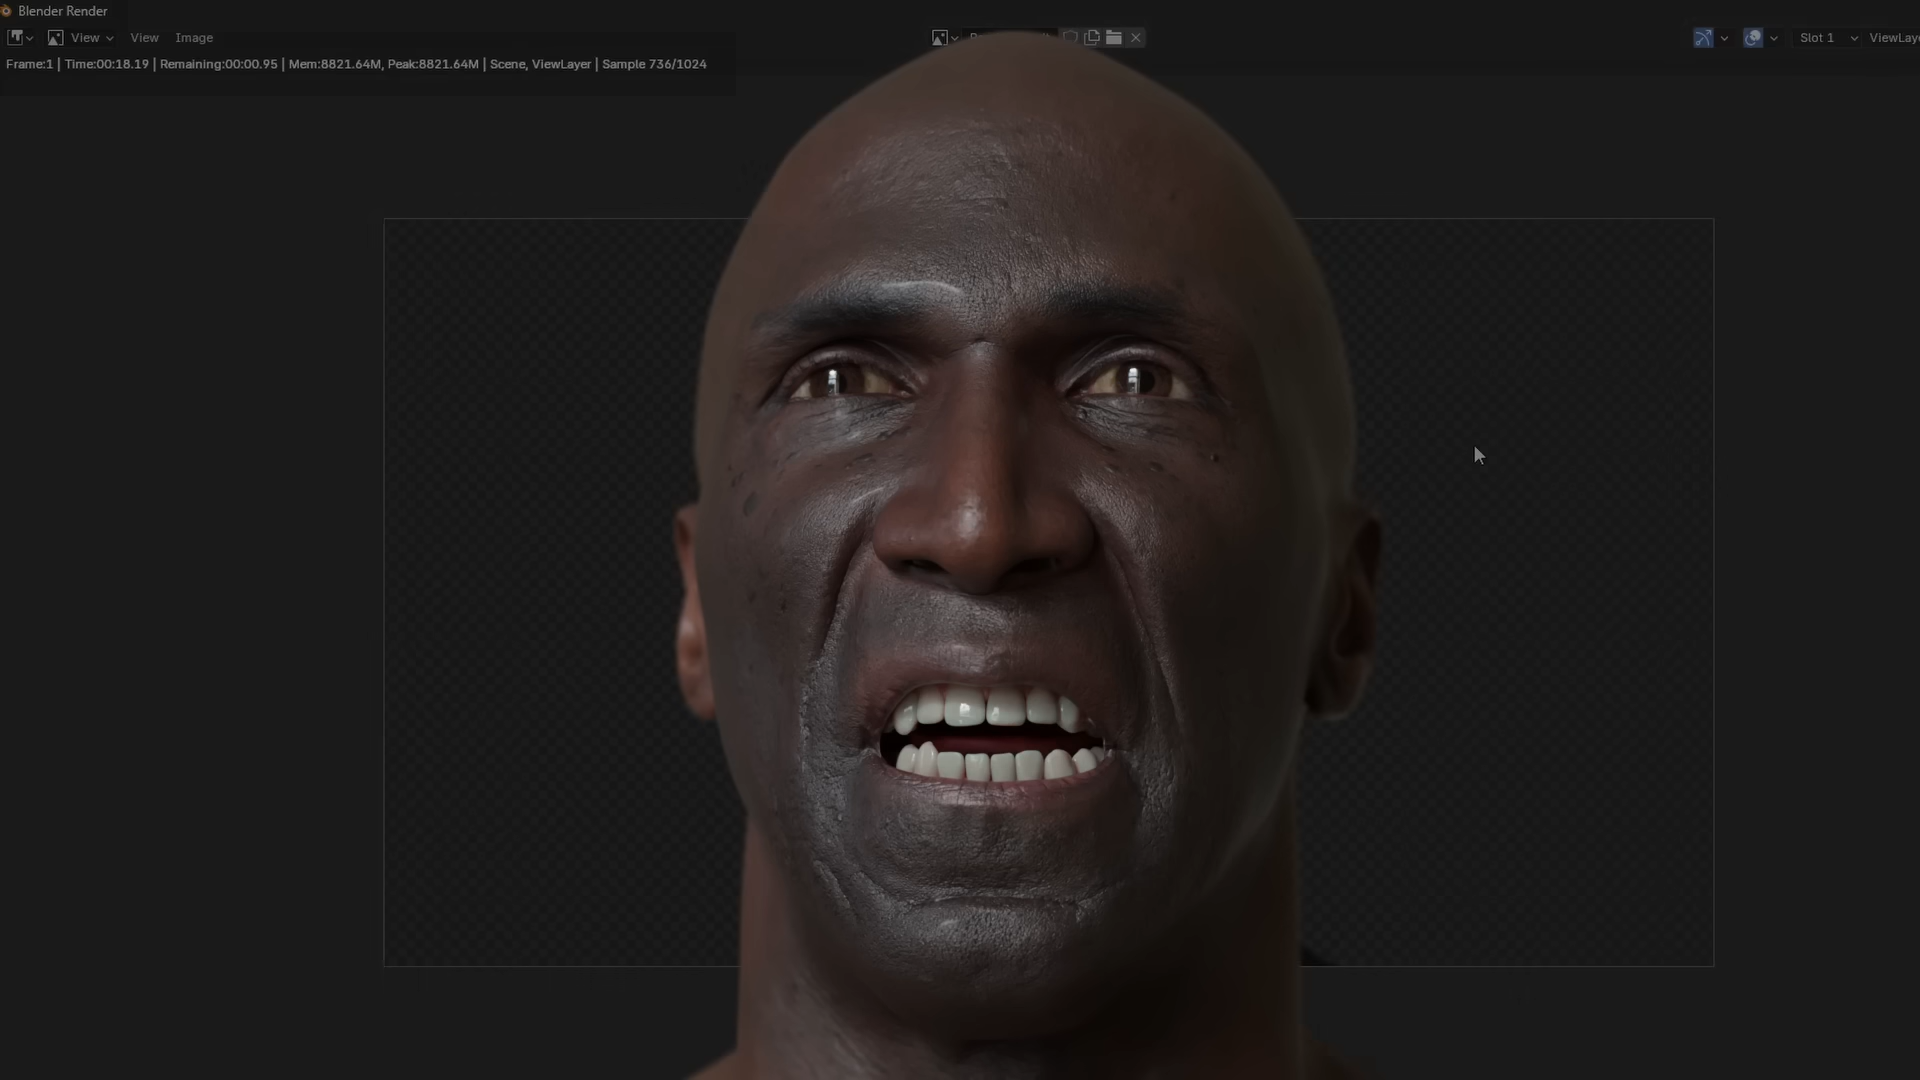 Blender Render
View View Image Slot 1 ViewLaye
Frame:1 | Time:00:18.19 | Remaining:00:00.95 | Mem:8821.64M, Peak:8821.64M | Scene, ViewLayer | Sample 736/1024